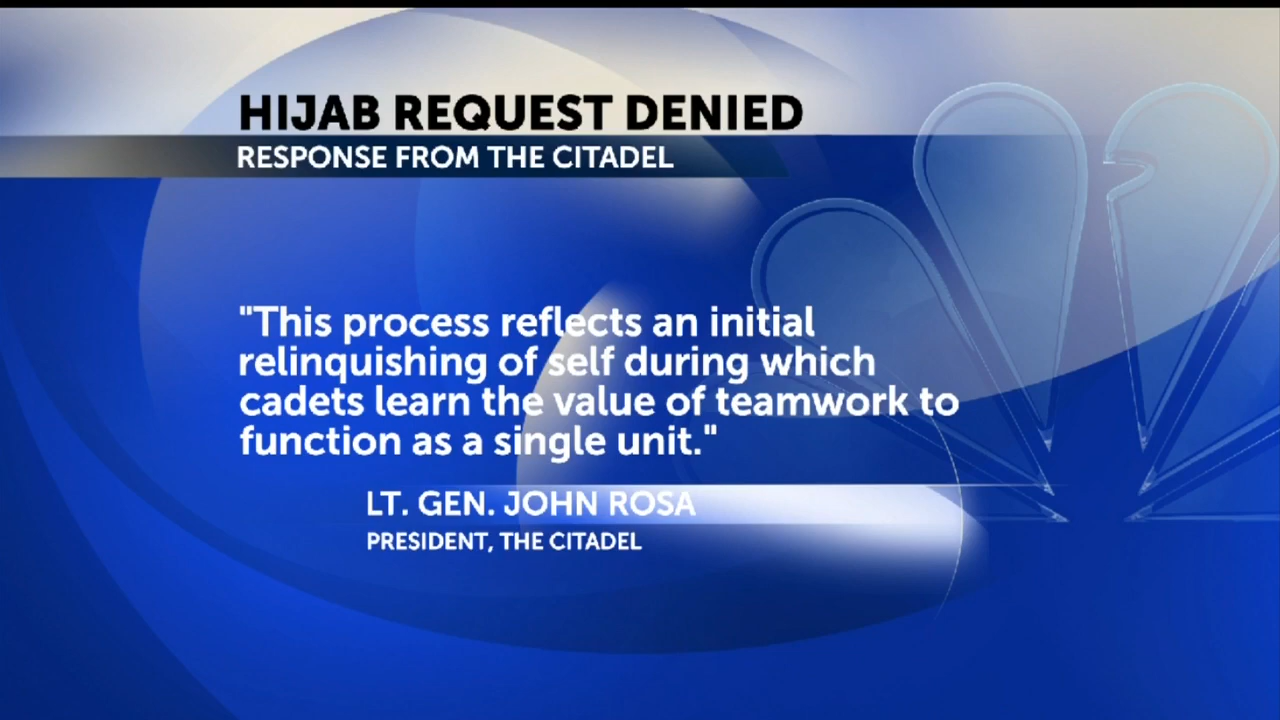 HIJAB REQUEST DENIED
RESPONSE FROM THE CITADEL
"This process reflects an initial
relinquishing of self during which
cadets learn the value of teamwork to
function as a single unit."
LT. GEN. JOHN ROSA
PRESIDENT, THE CITADEL